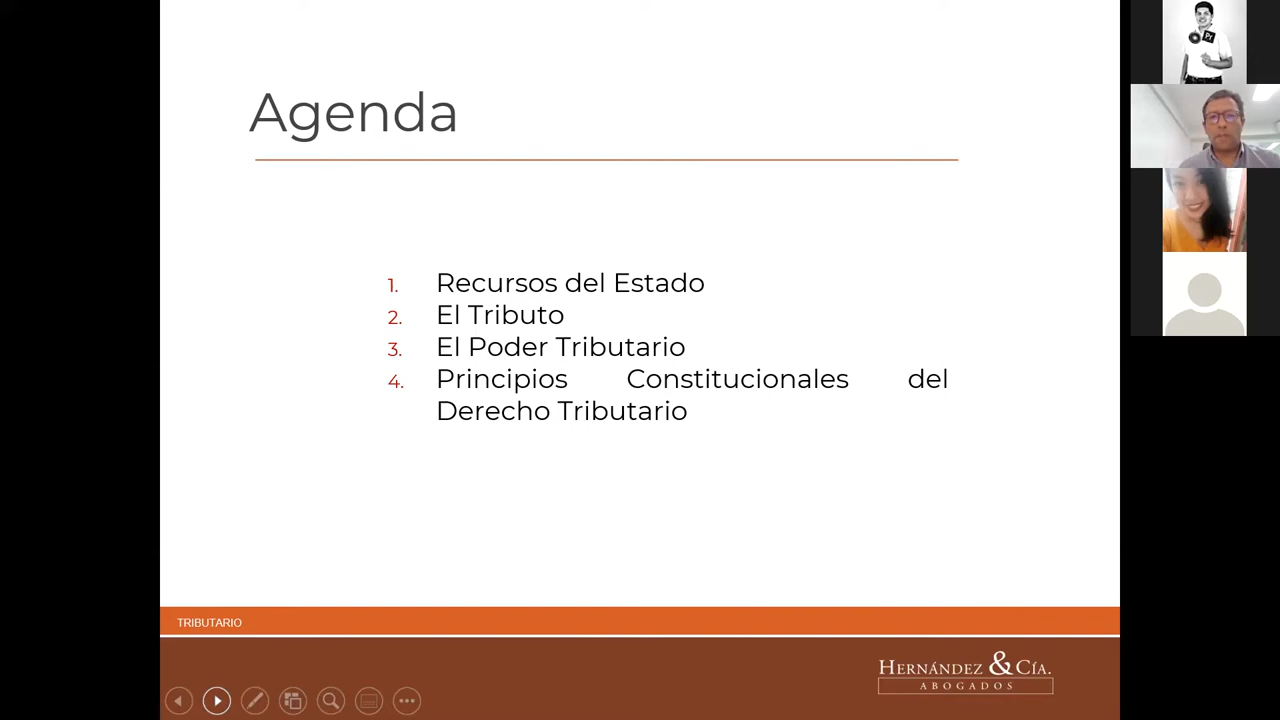 Agenda
1. Recursos del Estado
2. El Tributo
3. El Poder Tributario
4. Principios Constitucionales del
Derecho Tributario
TRIBUTARIO
HERNÁNDEZ & CÍA.
ABOGADOS
Pr